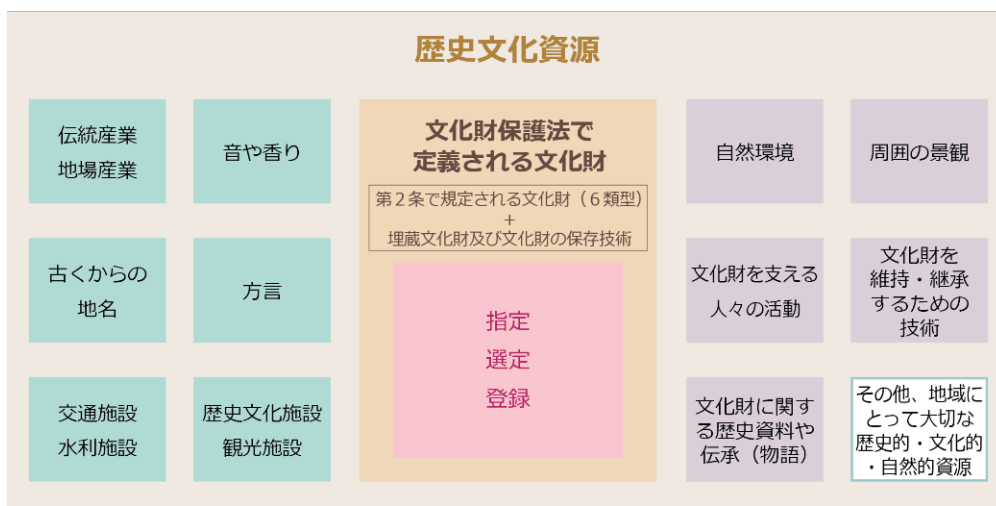 歴史文化資源
伝統産業
地場産業
音や香り
文化財保護法で
定義される文化財
第２条で規定される文化財（６類型）
+
埋蔵文化財及び文化財の保存技術
自然環境
周囲の景観
古くからの
地名
方言
指定
選定
登録
文化財を支える
人々の活動
文化財を
維持・継承
するための
技術
交通施設
水利施設
歴史文化施設
観光施設
文化財に関す
る歴史資料や
伝承（物語）
その他、地域に
とって大切な
歴史的・文化的
・自然的資源